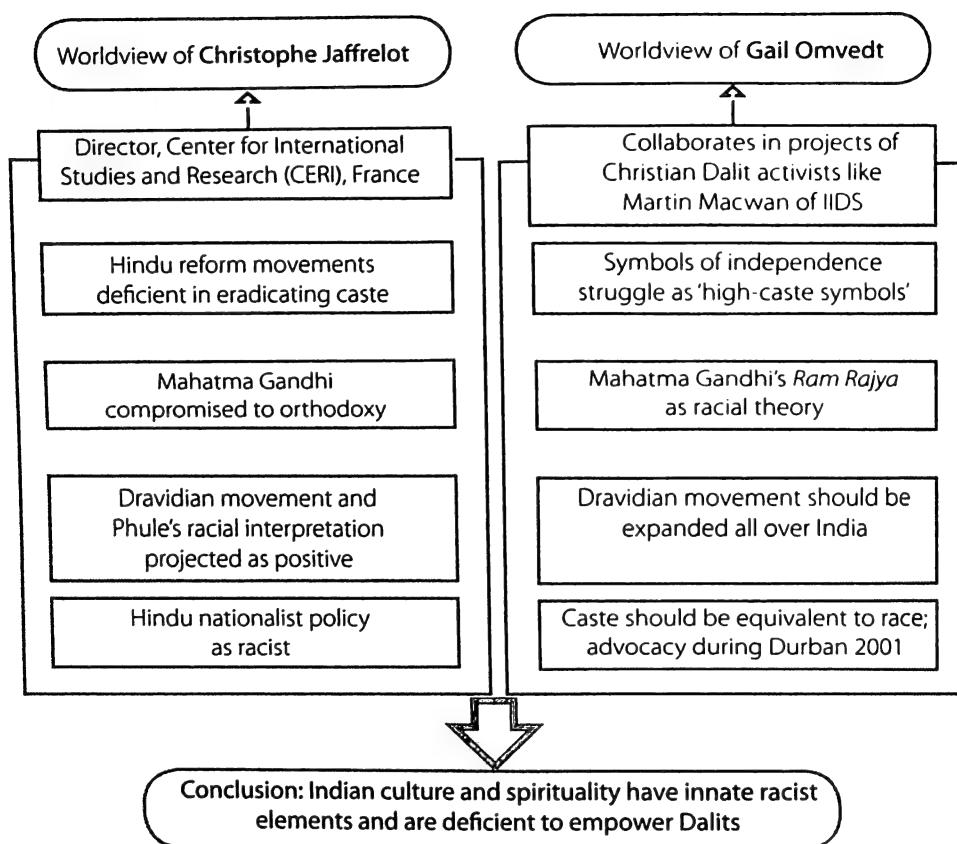 Worldview of Christophe Jaffrelot
Director, Center for International
Studies and Research (CERI), France
Hindu reform movements
deficient in eradicating caste
Mahatma Gandhi
compromised to orthodoxy
Dravidian movement and
Phule's racial interpretation
projected as positive
Hindu nationalist policy
as racist
Worldview of Gail Omvedt
Collaborates in projects of
Christian Dalit activists like
Martin Macwan of IIDS
Symbols of independence
struggle as 'high-caste symbols'
Mahatma Gandhi's Ram Rajya
as racial theory
Dravidian movement should be
expanded all over India
Caste should be equivalent to race;
advocacy during Durban 2001
Conclusion: Indian culture and spirituality have innate racist
elements and are deficient to empower Dalits